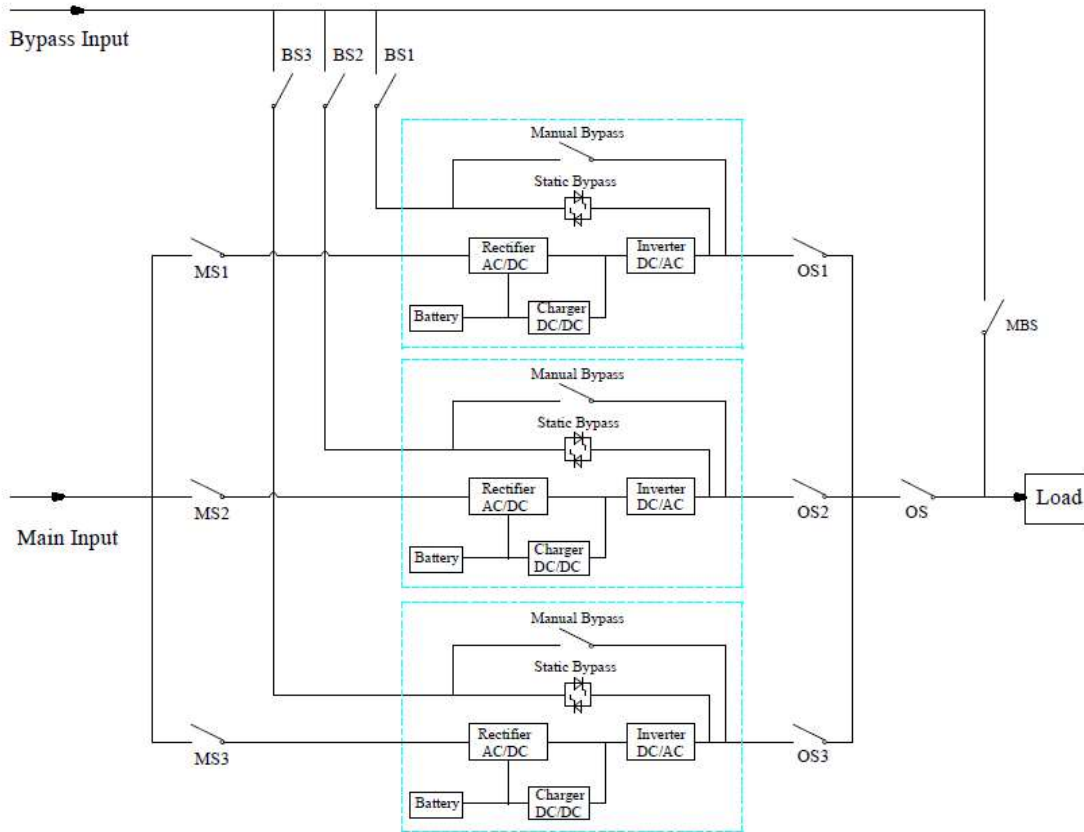 Bypass Input
BS3
BS2
BS1
Manual Bypass
Static Bypass
Rectifier
AC/DC
Inverter
DC/AC
MS1
OS1
Battery
Charger
DC/DC
MBS
Manual Bypass
Static Bypass
Rectifier
AC/DC
Inverter
DC/AC
Load
MS2
OS2
OS
Main Input
Battery
Charger
DC/DC
Manual Bypass
Static Bypass
Rectifier
AC/DC
Inverter
DC/AC
MS3
OS3
Battery
Charger
DC/DC